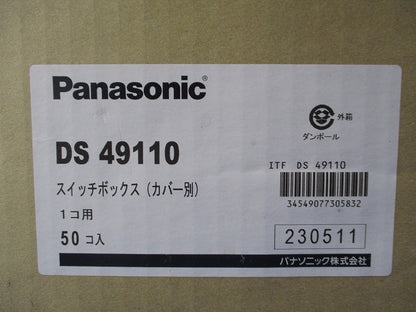 Panasonic®
外箱
ダンボール
DS 49110
スイッチボックス（カバー別）
1コ用
50コ入
ITF DS 49110
34549077305832
230511
パナソニック株式会社